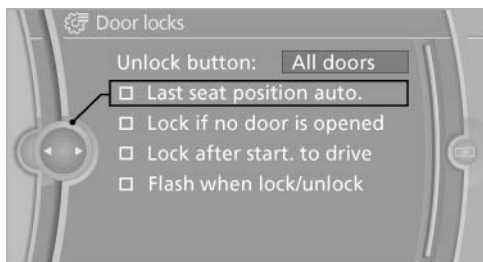 Door locks
Unlock button: All doors
Last seat position auto.
Lock if no door is opened
Lock after start. to drive
Flash when lock/unlock